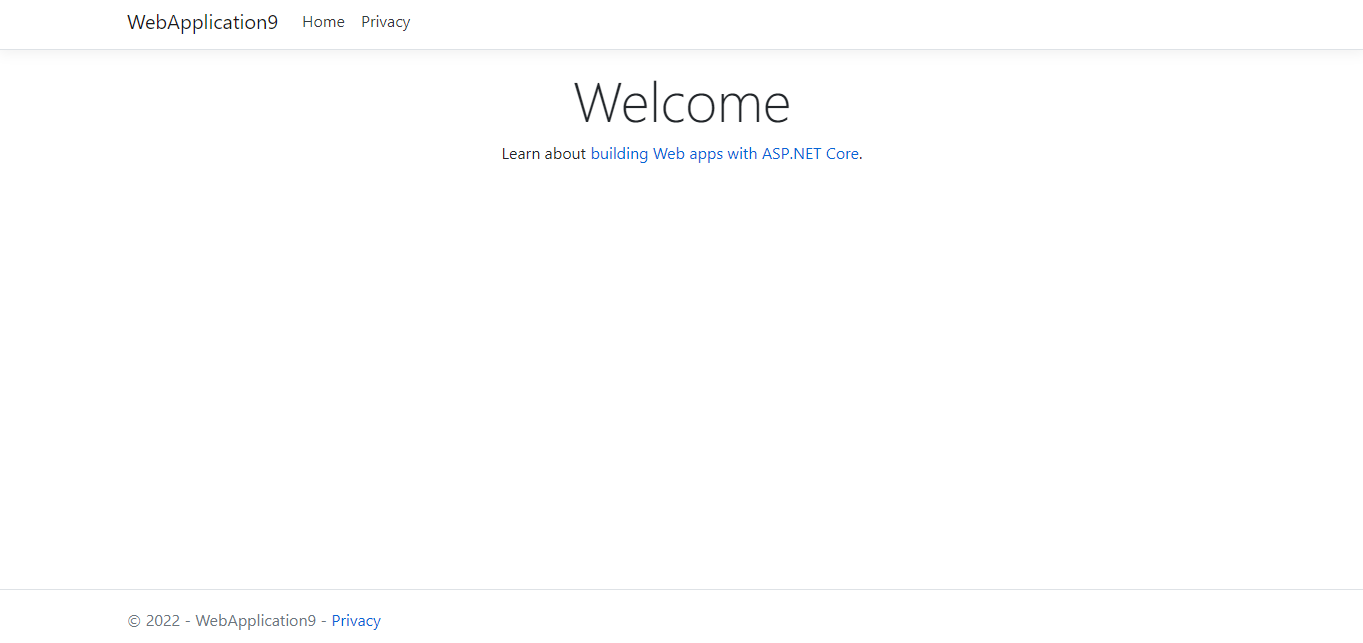 WebApplication9 Home Privacy
Welcome
Learn about building Web apps with ASP.NET Core.
© 2022 - WebApplication9 - Privacy